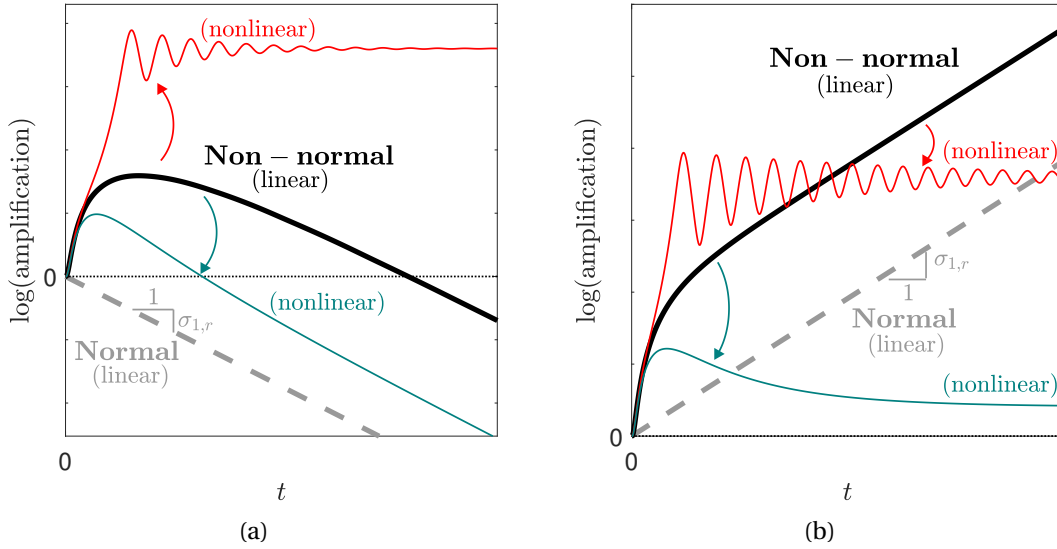 (nonlinear)
Non − normal
(linear)
(nonlinear)
1
σ1,r
Normal
(linear)
log(amplification)
0
0
t
(a)
Non − normal
(linear)
(nonlinear)
σ1,r
1
Normal
(linear)
(nonlinear)
log(amplification)
0
0
t
(b)